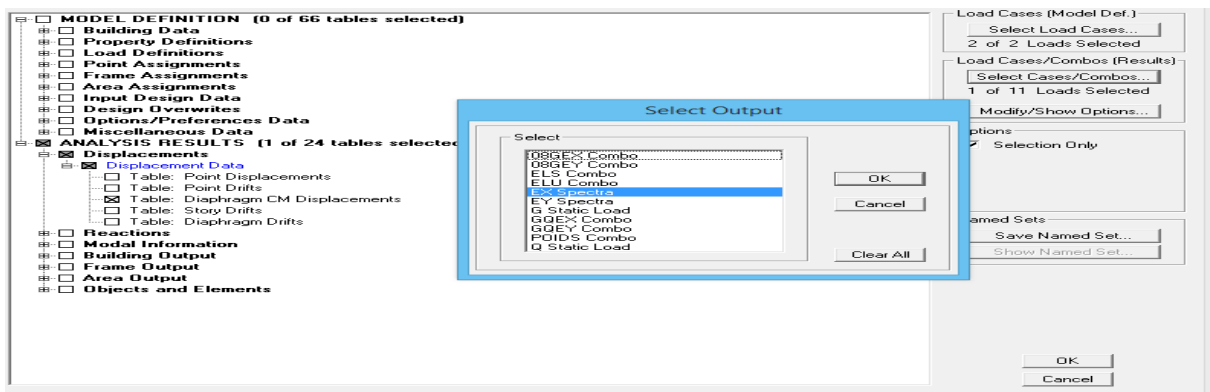 MODEL DEFINITION (0 of 66 tables selected)
Building Data
Property Definitions
Load Definitions
Point Assignments
Frame Assignments
Area Assignments
Input Design Data
Design Overwrites
Options/Preferences Data
Miscellaneous Data
ANALYSIS RESULTS (1 of 24 tables selected
Displacements
Displacement Data
Table: Point Displacements
Table: Point Drifts
Table: Diaphragm CM Displacements
Table: Story Drifts
Table: Diaphragm Drifts
Reactions
Modal Information
Building Output
Frame Output
Area Output
Objects and Elements
Select Output
Select
08GEX Combo
08GEY Combo
ELS Combo
ELU Combo
EX Spectra
EY Spectra
G Static Load
GQEX Combo
GQEY Combo
POIDS Combo
Q Static Load
OK
Cancel
Clear All
Load Cases (Model Def.)
Select Load Cases...
2 of 2 Loads Selected
Load Cases/Combos (Results)
Select Cases/Combos...
1 of 11 Loads Selected
Modify/Show Options...
ptions
Selection Only
amed Sets
Save Named Set...
Show Named Set...
OK
Cancel